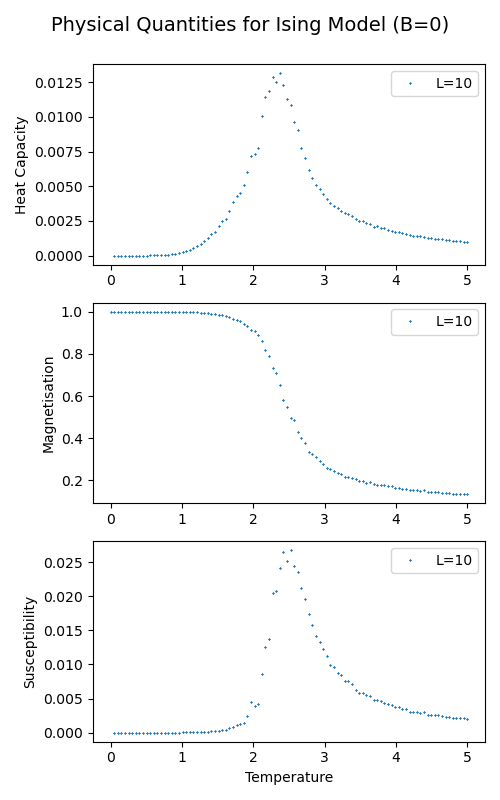 Physical Quantities for Ising Model (B=0)
Heat Capacity
0.0125
0.0100
0.0075
0.0050
0.0025
0.0000
L=10
0 1 2 3 4 5
Magnetisation
1.0
0.8
0.6
0.4
0.2
L=10
0 1 2 3 4 5
Susceptibility
0.025
0.020
0.015
0.010
0.005
0.000
L=10
0 1 2 3 4 5
Temperature